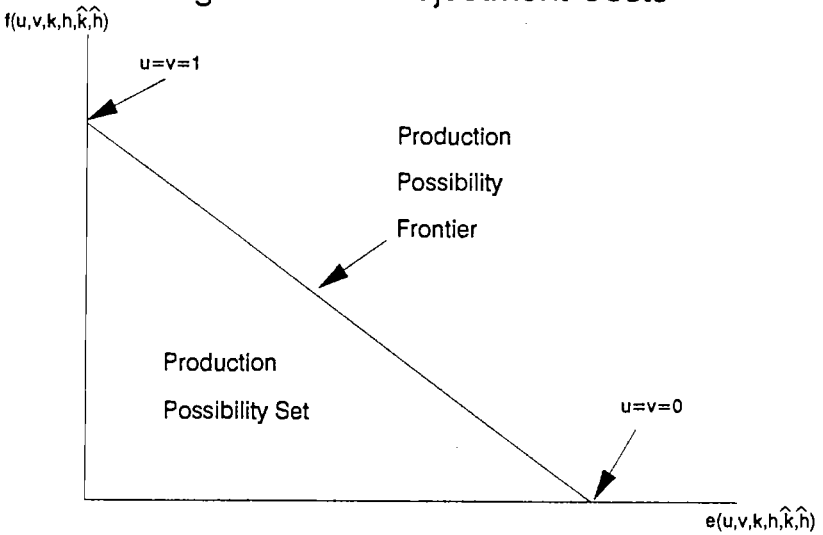 f(u,v,k,h,k̂,ĥ)
u=v=1
Production
Possibility
Frontier
Production
Possibility Set
u=v=0
e(u,v,k,h,k̂,ĥ)